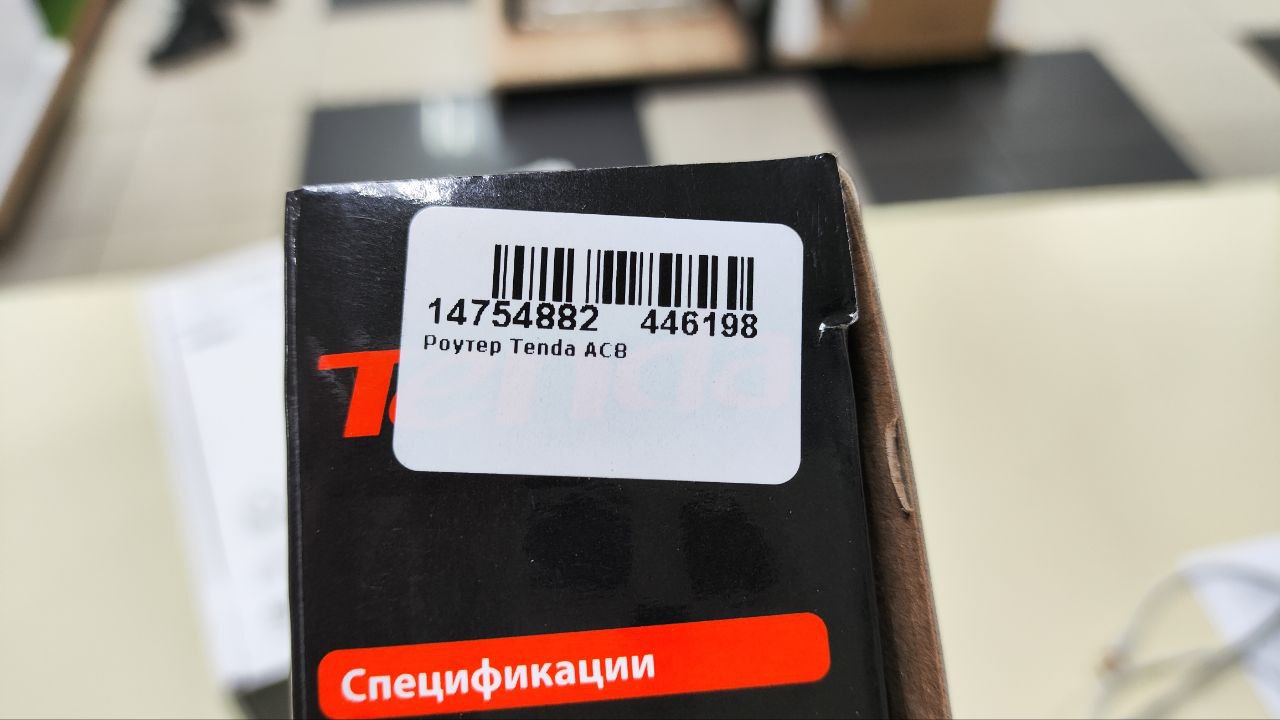 14754882 446198
Роутер Tenda AC8
Спецификации